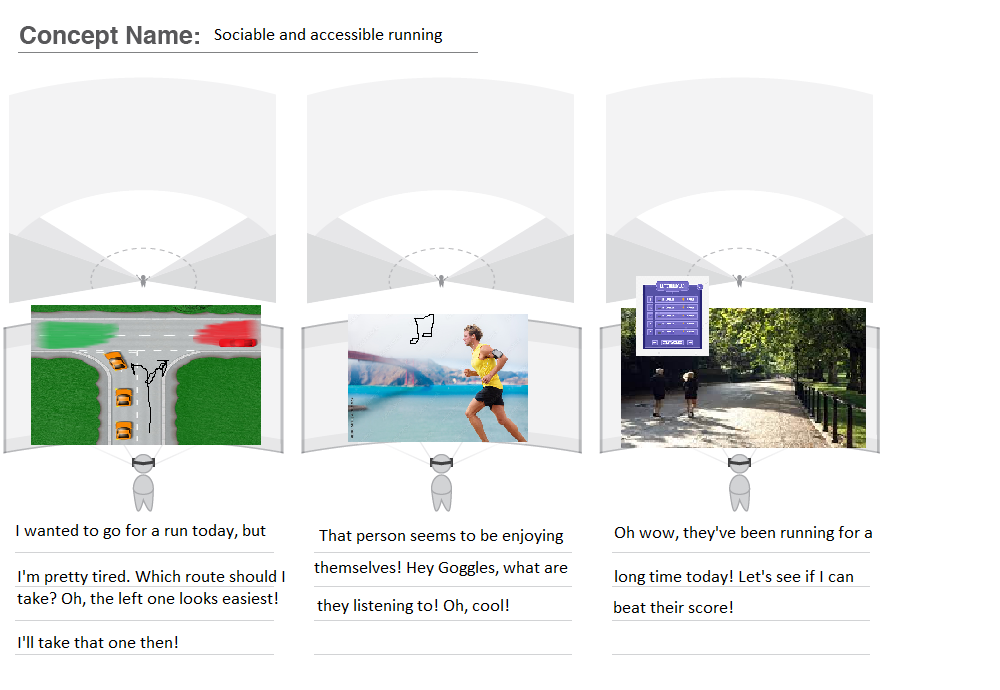 Concept Name: Sociable and accessible running
I wanted to go for a run today, but
I'm pretty tired. Which route should I
take? Oh, the left one looks easiest!
I'll take that one then!
That person seems to be enjoying
themselves! Hey Goggles, what are
they listening to! Oh, cool!
Oh wow, they've been running for a
long time today! Let's see if I can
beat their score!